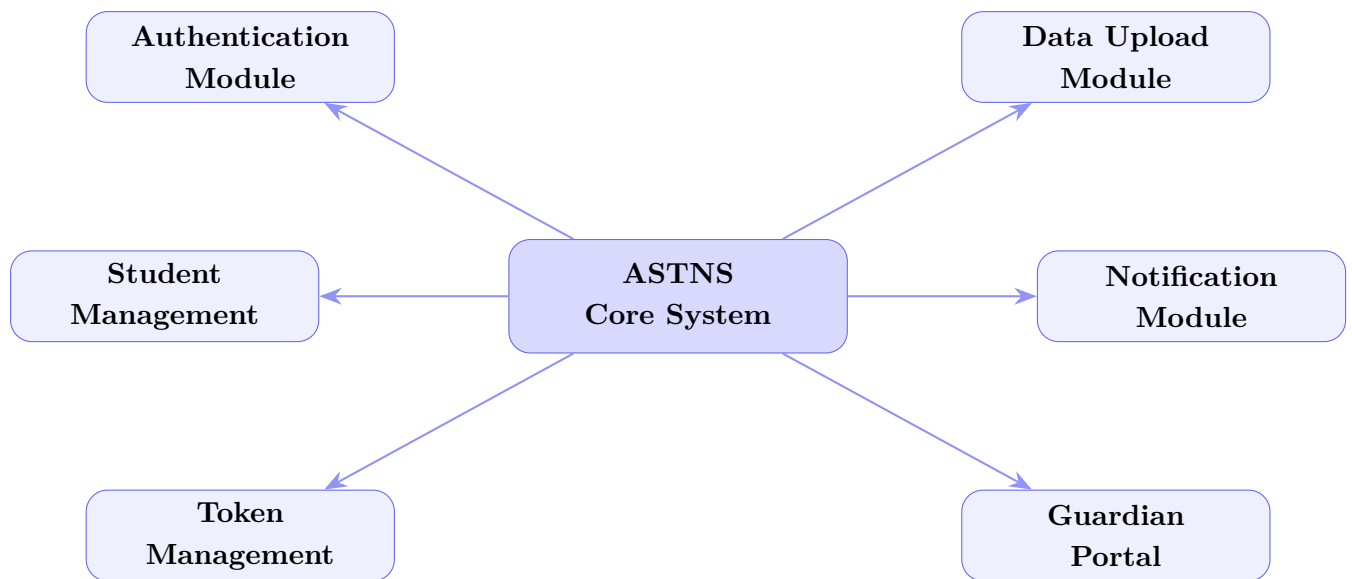 Authentication
Module
Data Upload
Module
Student
Management
ASTNS
Core System
Notification
Module
Token
Management
Guardian
Portal